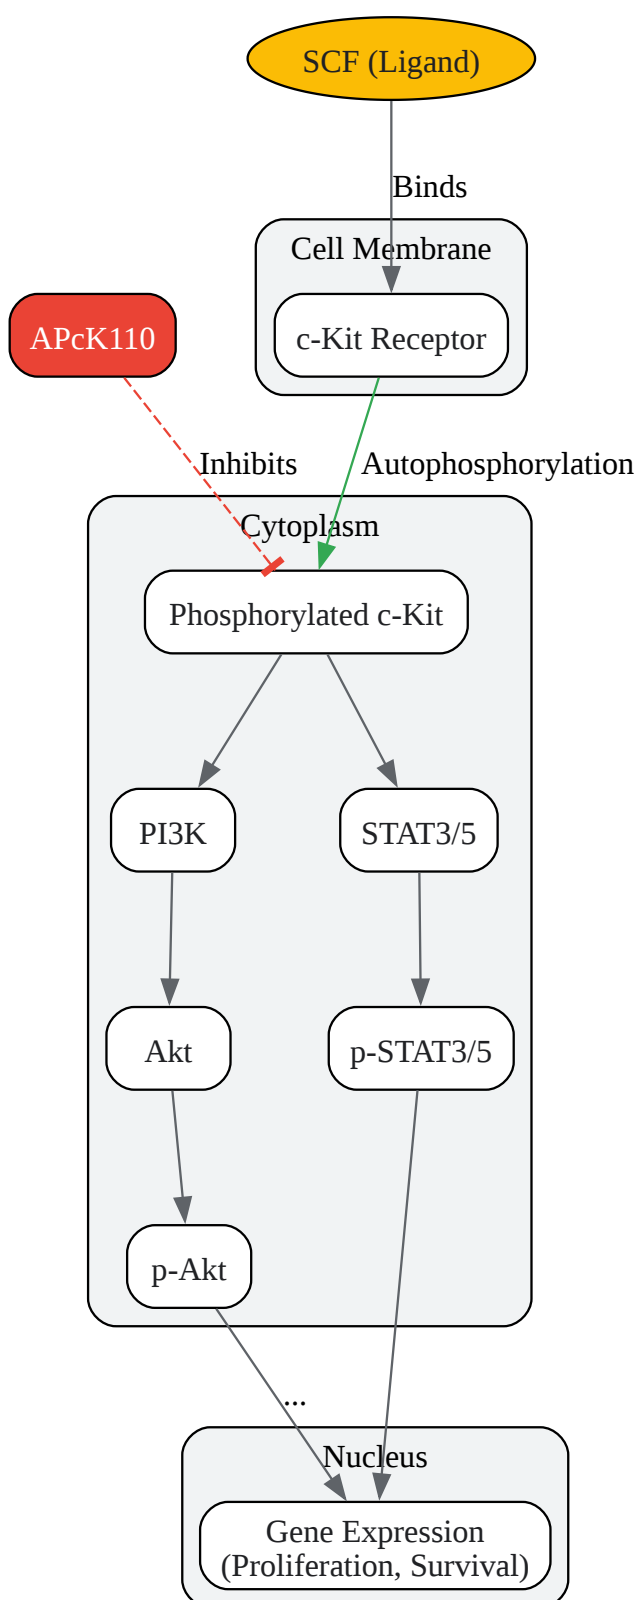 SCF (Ligand)
Binds
Cell Membrane
APcK110
c-Kit Receptor
Inhibits
Autophosphorylation
Cytoplasm
Phosphorylated c-Kit
PI3K
STAT3/5
Akt
p-STAT3/5
p-Akt
...
Nucleus
Gene Expression
(Proliferation, Survival)